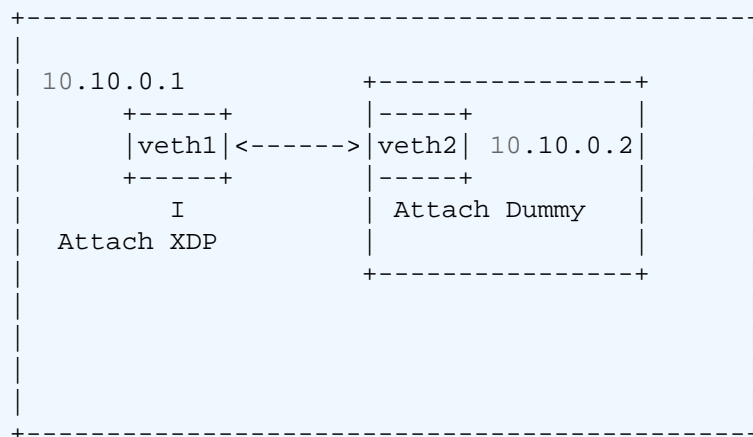 +---------------------------------------------
|
| 10.10.0.1              +----------------+
|       +-----+          |-----+          |
|       |veth1|<------>|veth2| 10.10.0.2|
|       +-----+          |-----+          |
|          I             | Attach Dummy   |
|  Attach XDP            |                |
|                        +----------------+
|
|
|
|
+---------------------------------------------